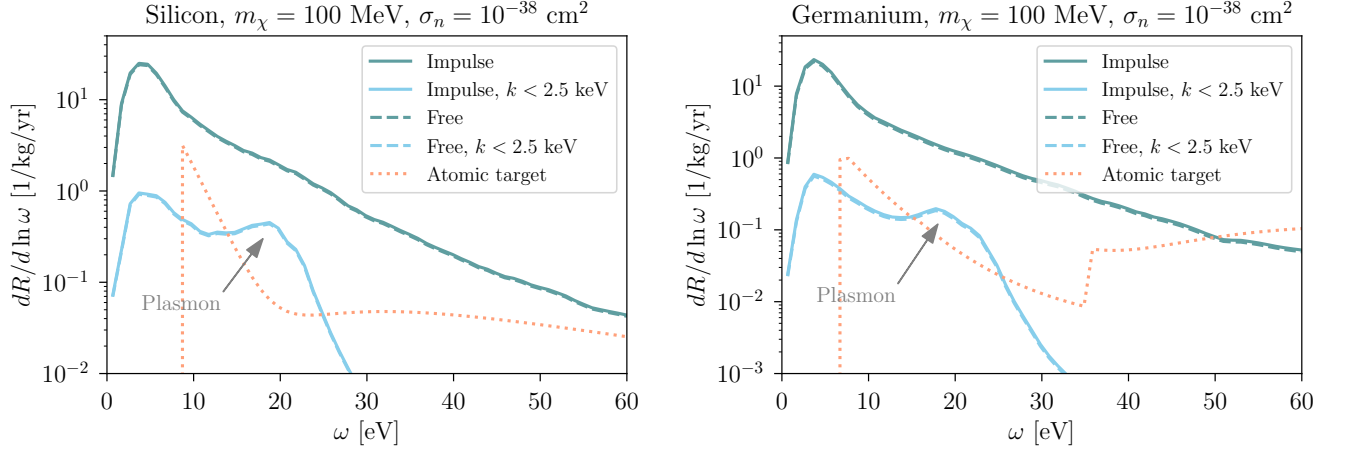 Silicon, $m_\chi = 100$ MeV, $\sigma_n = 10^{-38}$ cm$^2$
$dR/d\ln\omega$ [1/kg/yr]
$10^1$
$10^0$
$10^{-1}$
$10^{-2}$
Impulse
Impulse, $k < 2.5$ keV
Free
Free, $k < 2.5$ keV
Atomic target
Plasmon
0 10 20 30 40 50 60
$\omega$ [eV]
Germanium, $m_\chi = 100$ MeV, $\sigma_n = 10^{-38}$ cm$^2$
$dR/d\ln\omega$ [1/kg/yr]
$10^1$
$10^0$
$10^{-1}$
$10^{-2}$
$10^{-3}$
Impulse
Impulse, $k < 2.5$ keV
Free
Free, $k < 2.5$ keV
Atomic target
Plasmon
0 10 20 30 40 50 60
$\omega$ [eV]